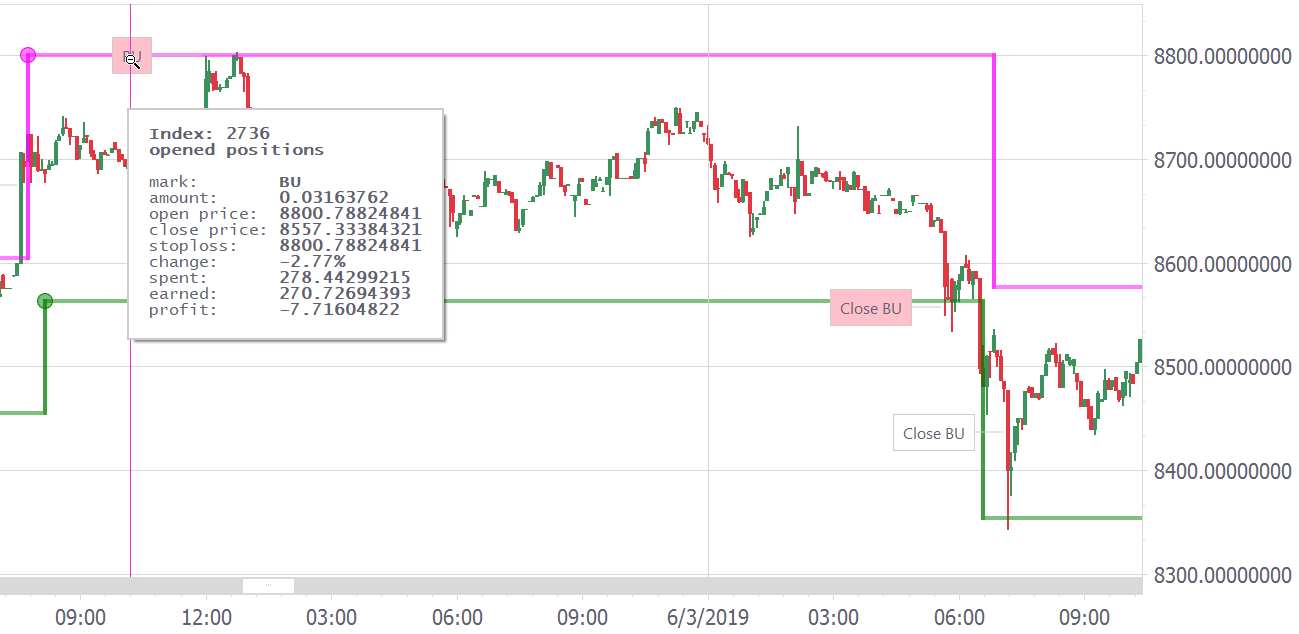 BU
Index: 2736
opened positions
mark: BU
amount: 0.03163762
open price: 8800.78824841
close price: 8557.33384321
stoploss: 8800.78824841
change: -2.77%
spent: 278.44299215
earned: 270.72694393
profit: -7.71604822
Close BU
Close BU
8800.00000000
8700.00000000
8600.00000000
8500.00000000
8400.00000000
8300.00000000
09:00 12:00 03:00 06:00 09:00 6/3/2019 03:00 06:00 09:00